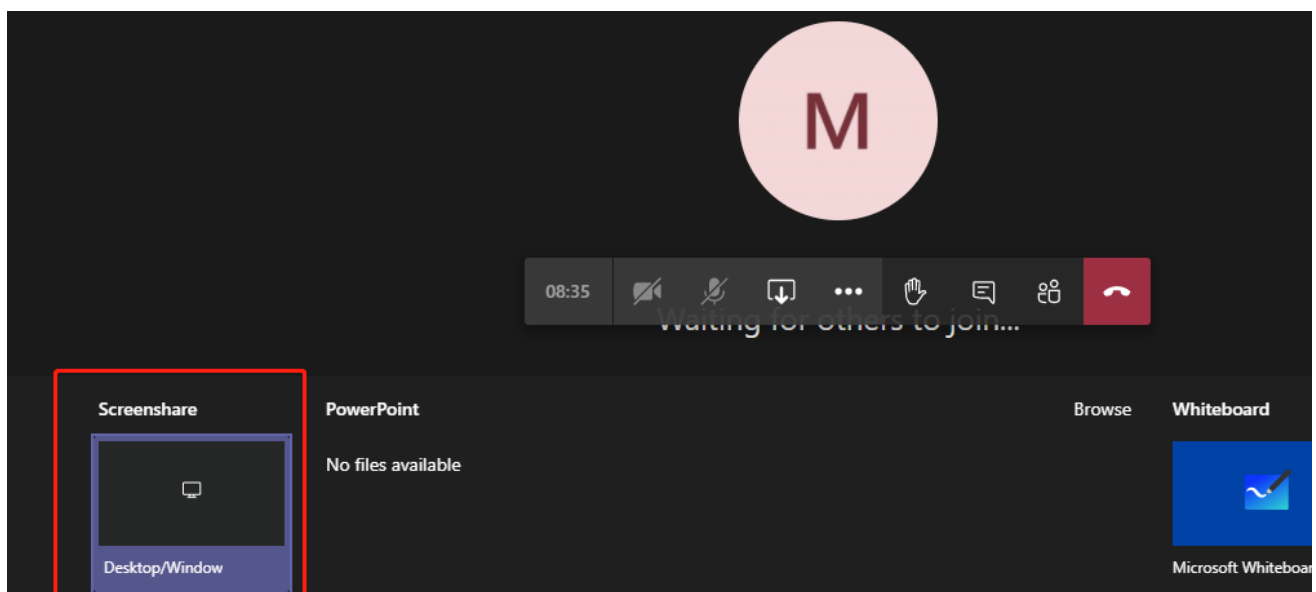 M
08:35
Waiting for others to join...
Screenshare
PowerPoint
Browse
Whiteboard
No files available
Desktop/Window
Microsoft Whiteboar